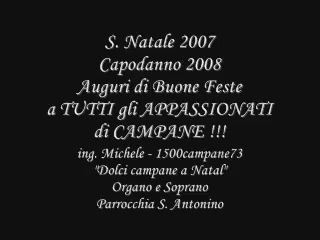 S. Natale 2007
Capodanno 2008
Auguri di Buone Feste
a TUTTI gli APPASSIONATI
di CAMPANE !!!
ing. Michele - 1500campane73
"Dolci campane a Natal"
Organo e Soprano
Parrocchia S. Antonino